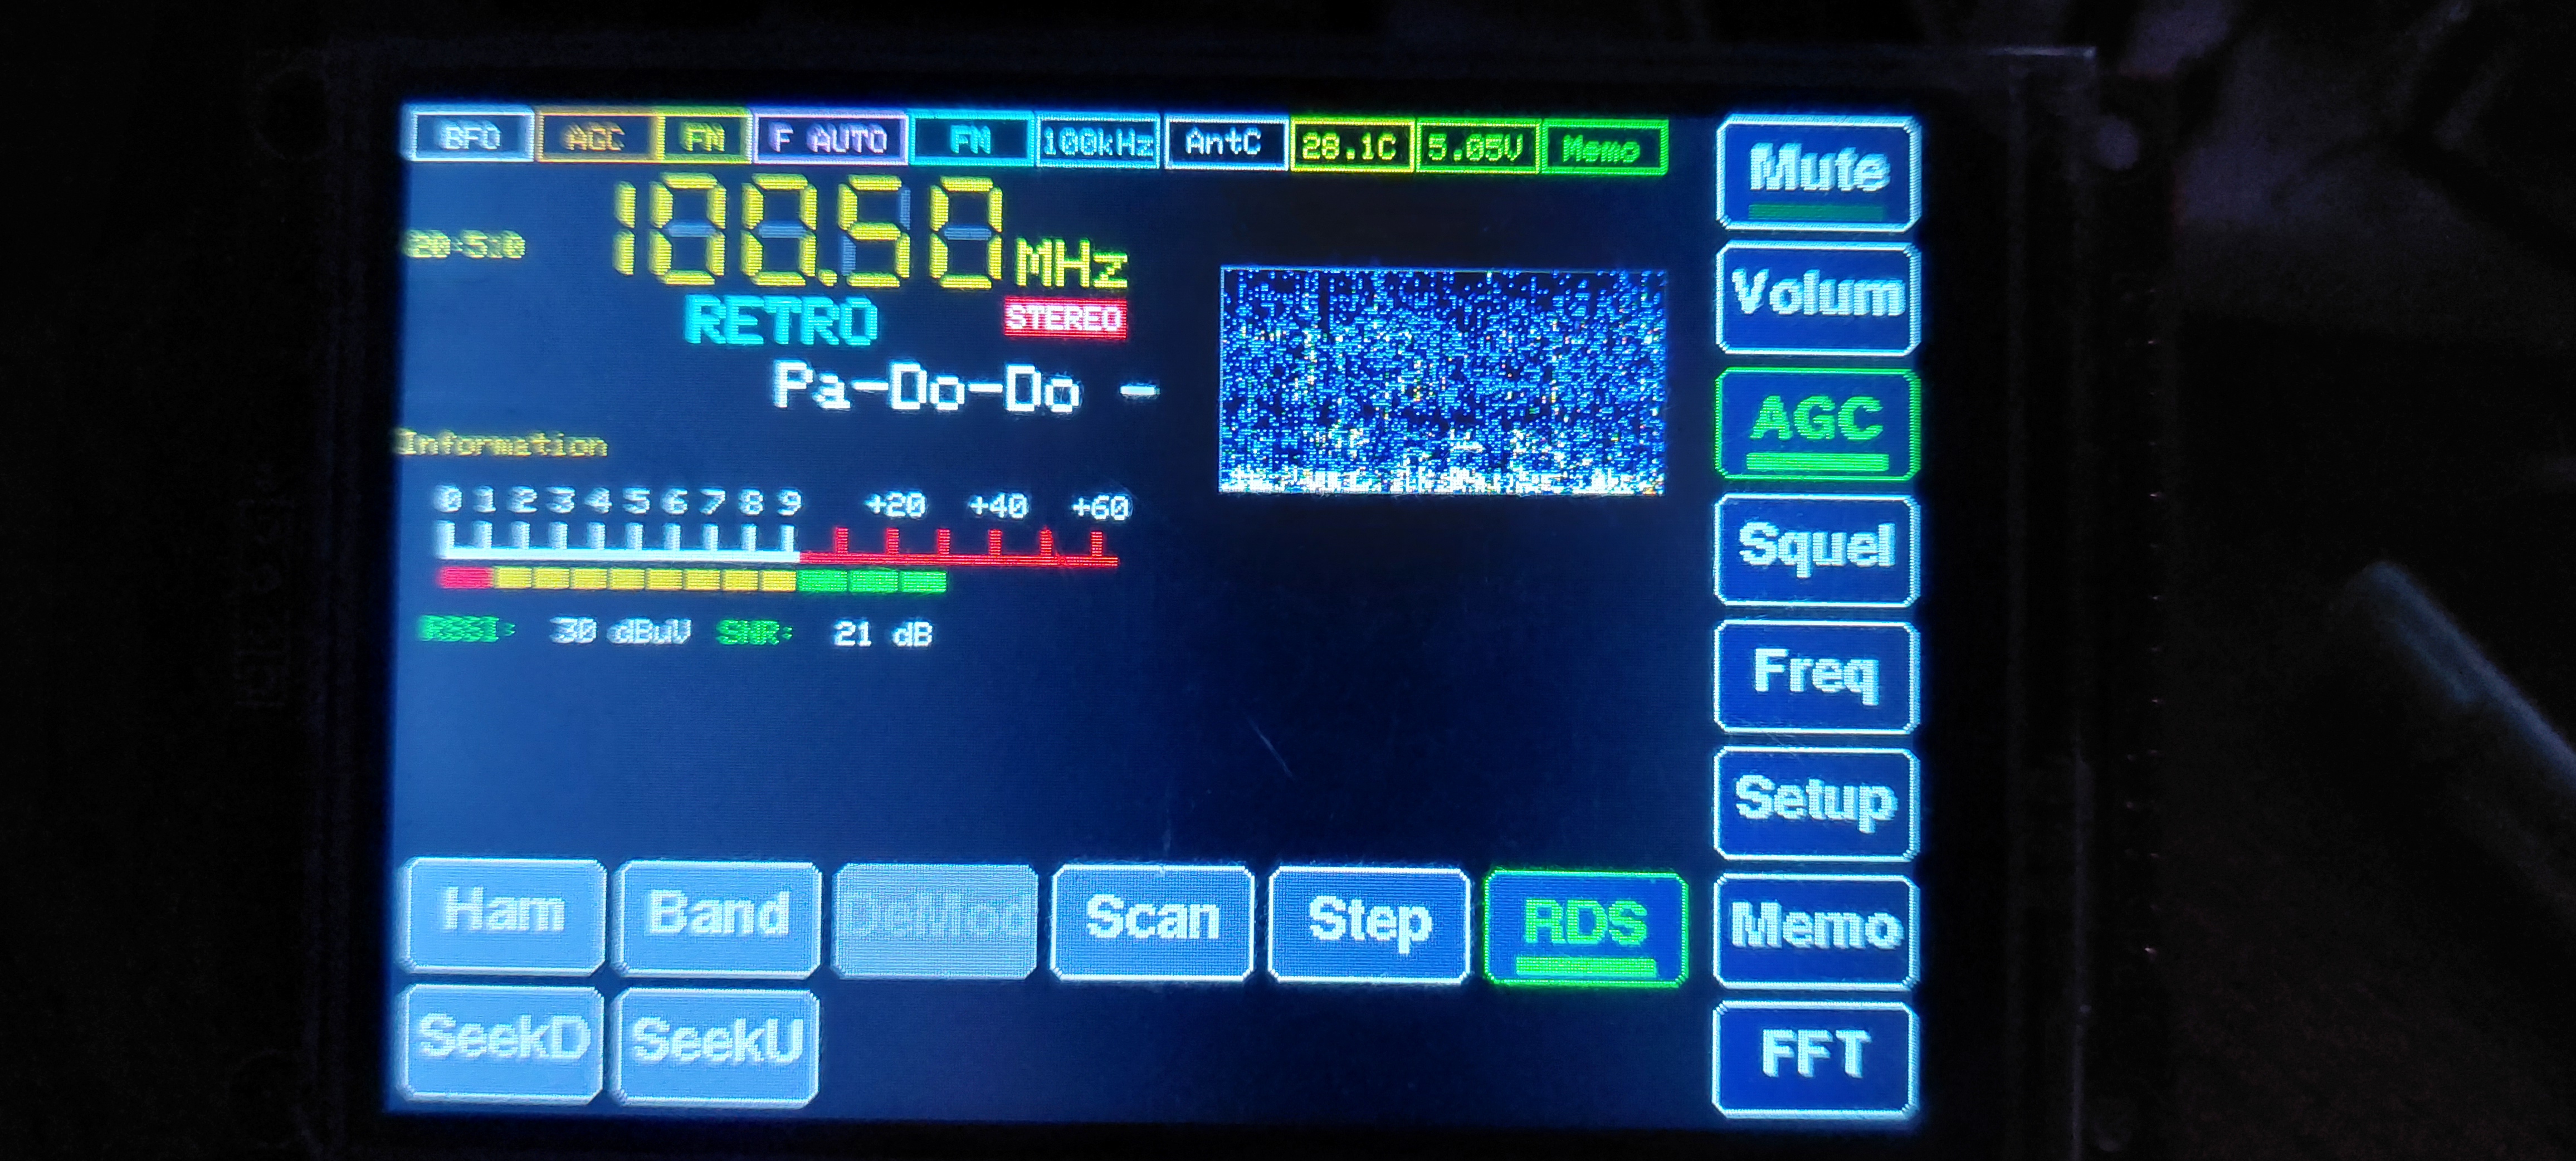 BFO AGC FM F AUTO FM 100kHz AntC 28.1C 5.05V Memo
Mute
20:5:0 100.50 MHz
Volum
RETRO STEREO
Pa-Do-Do -
AGC
Information
0 1 2 3 4 5 6 7 8 9 +20 +40 +60
Squel
RSSI: 30 dBuV SNR: 21 dB
Freq
Setup
Ham Band DeMod Scan Step RDS Memo
SeekD SeekU FFT